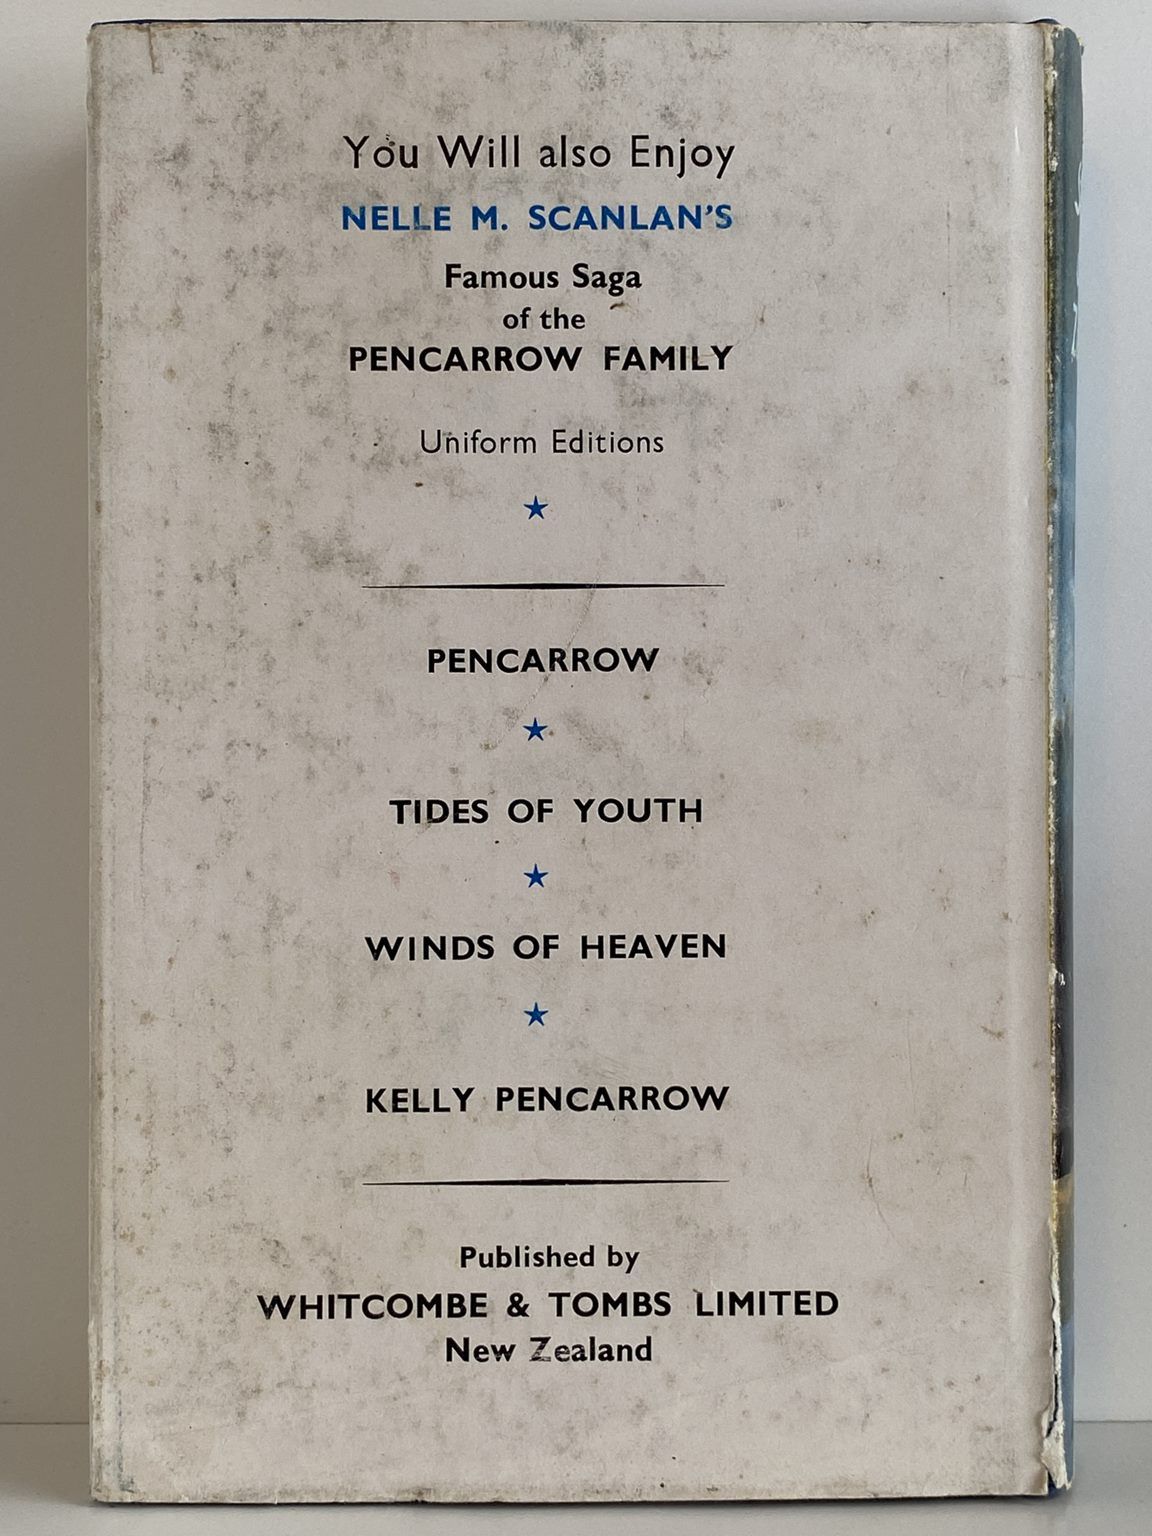 You Will also Enjoy
NELLE M. SCANLAN'S
Famous Saga
of the
PENCARROW FAMILY
Uniform Editions
PENCARROW
TIDES OF YOUTH
WINDS OF HEAVEN
KELLY PENCARROW
Published by
WHITCOMBE & TOMBS LIMITED
New Zealand